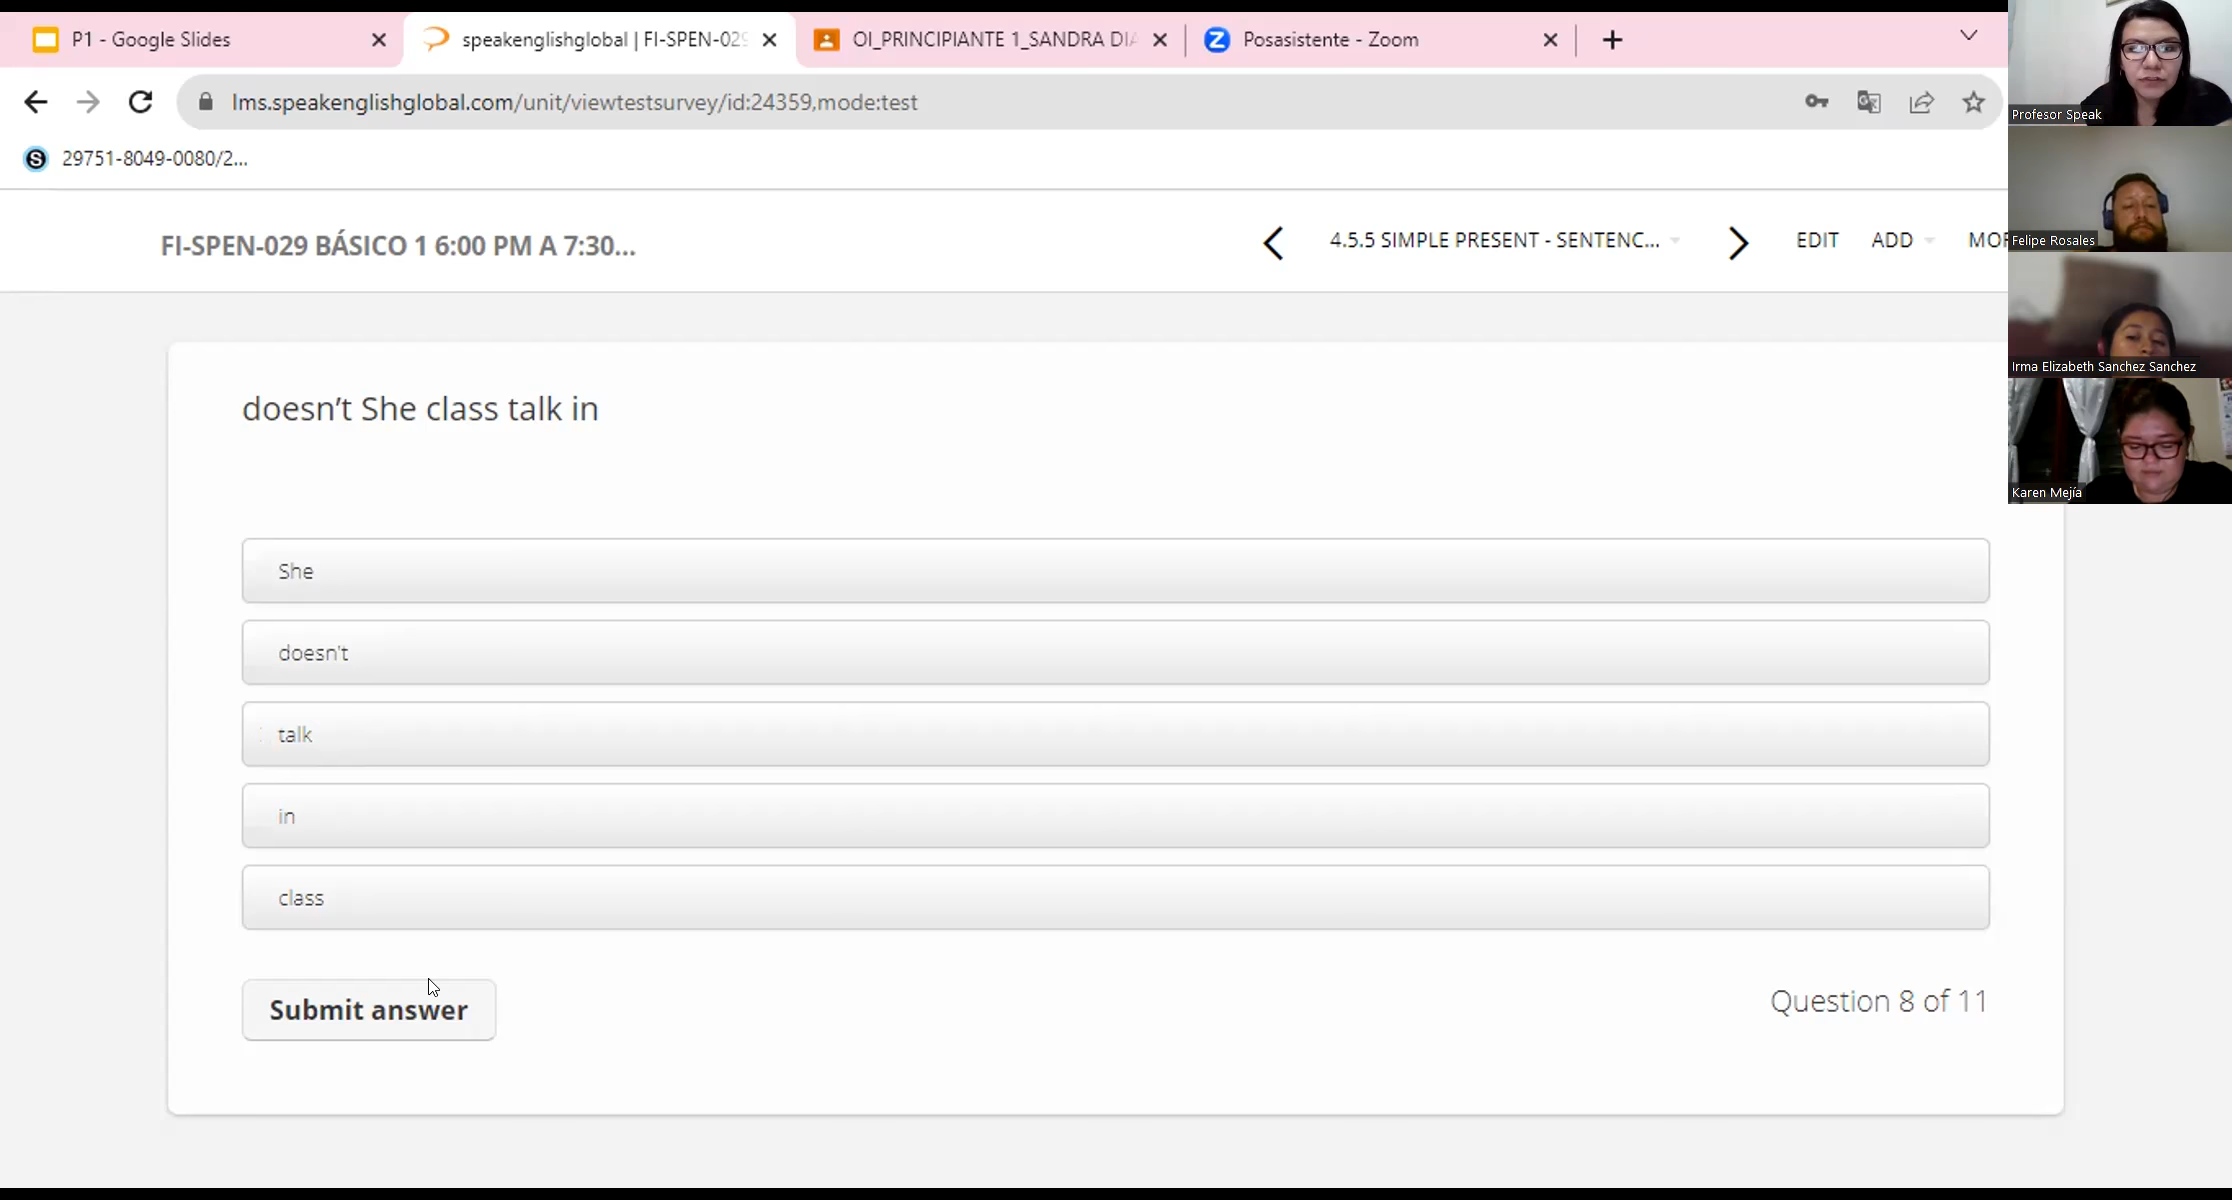 P1 - Google Slides
speakenglishglobal | FI-SPEN-029
OI_PRINCIPIANTE 1_SANDRA DIA
Posasistente - Zoom
lms.speakenglishglobal.com/unit/viewtestsurvey/id:24359,mode:test
29751-8049-0080/2...
FI-SPEN-029 BÁSICO 1 6:00 PM A 7:30...
4.5.5 SIMPLE PRESENT - SENTENC...
EDIT
ADD
MOR
doesn’t She class talk in
She
doesn't
talk
in
class
Submit answer
Question 8 of 11
Profesor Speak
Felipe Rosales
Irma Elizabeth Sanchez Sanchez
Karen Mejía